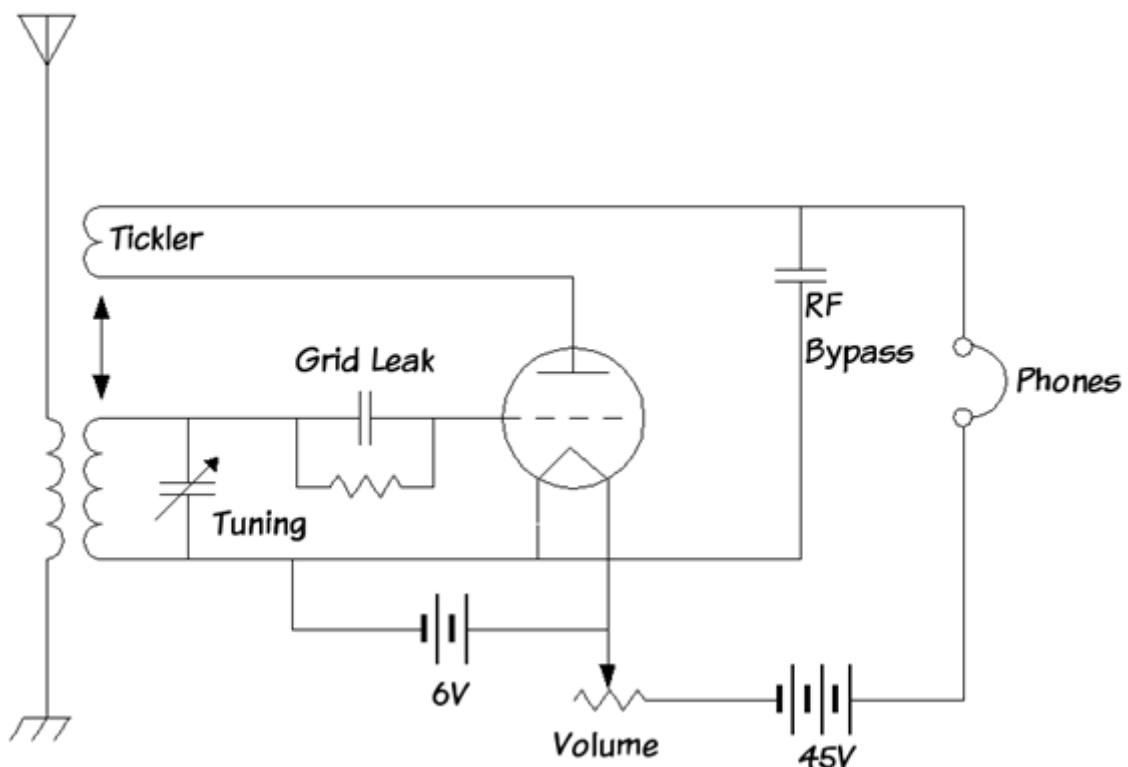 Tickler
Grid Leak
RF
Bypass
Phones
Tuning
6V
Volume
45V